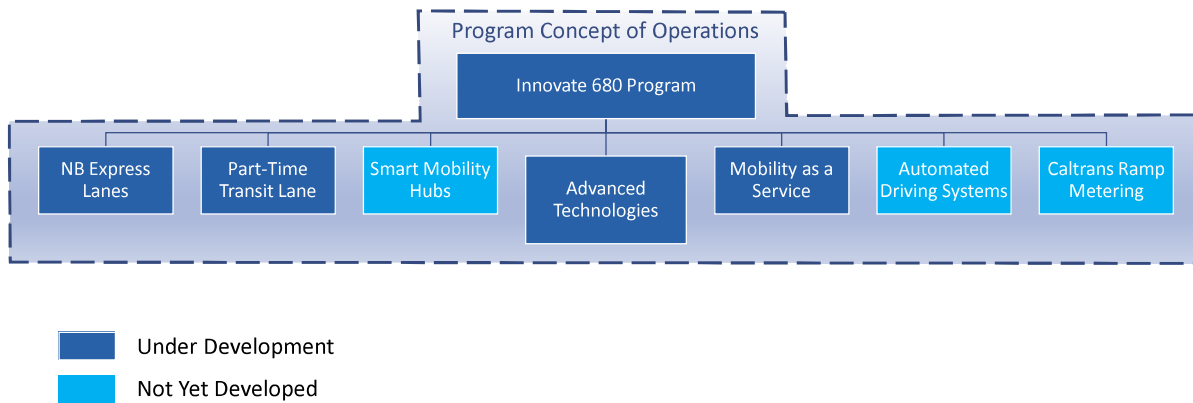 Program Concept of Operations
Innovate 680 Program
NB Express
Lanes
Part-Time
Transit Lane
Smart Mobility
Hubs
Advanced
Technologies
Mobility as a
Service
Automated
Driving Systems
Caltrans Ramp
Metering
Under Development
Not Yet Developed